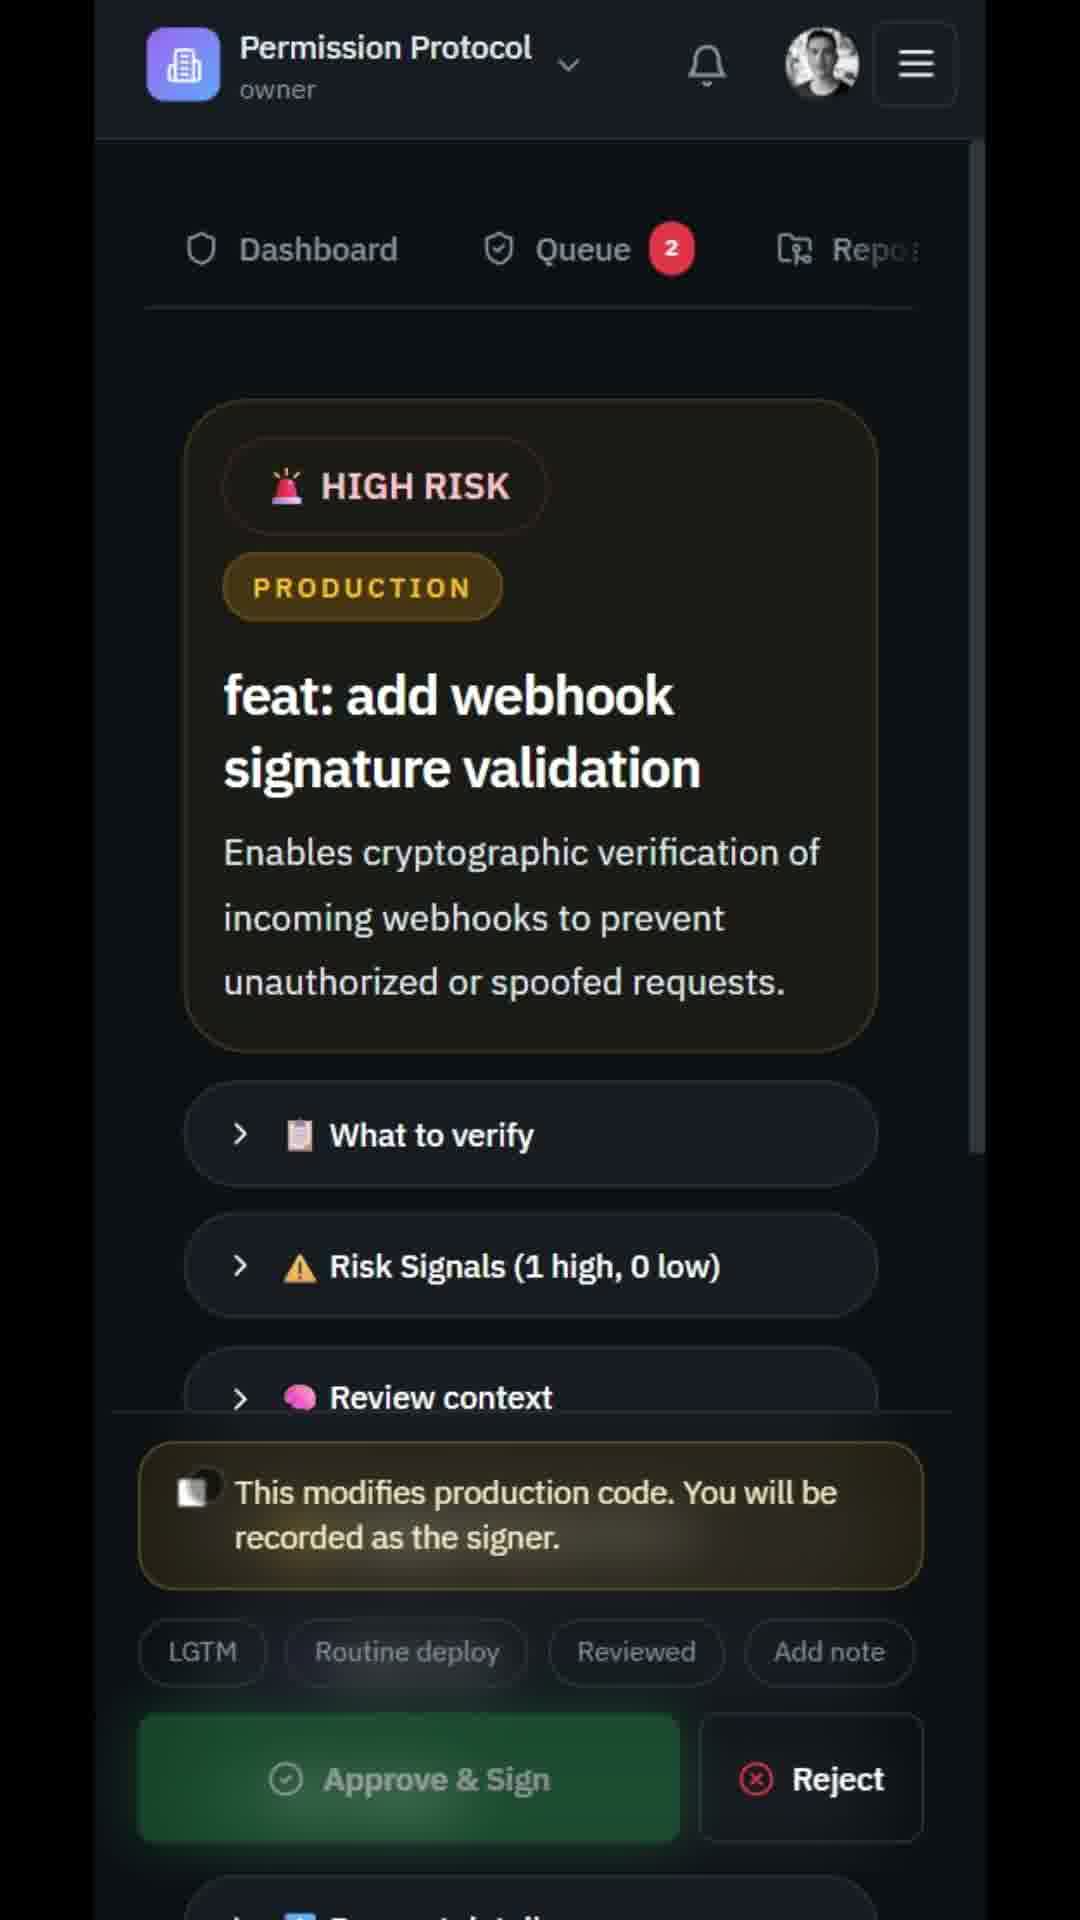 Permission Protocol
owner
Dashboard
Queue 2
HIGH RISK
PRODUCTION
feat: add webhook
signature validation
Enables cryptographic verification of
incoming webhooks to prevent
unauthorized or spoofed requests.
What to verify
Risk Signals (1 high, 0 low)
Review context
This modifies production code. You will be
recorded as the signer.
LGTM
Routine deploy
Reviewed
Add note
Approve & Sign
Reject